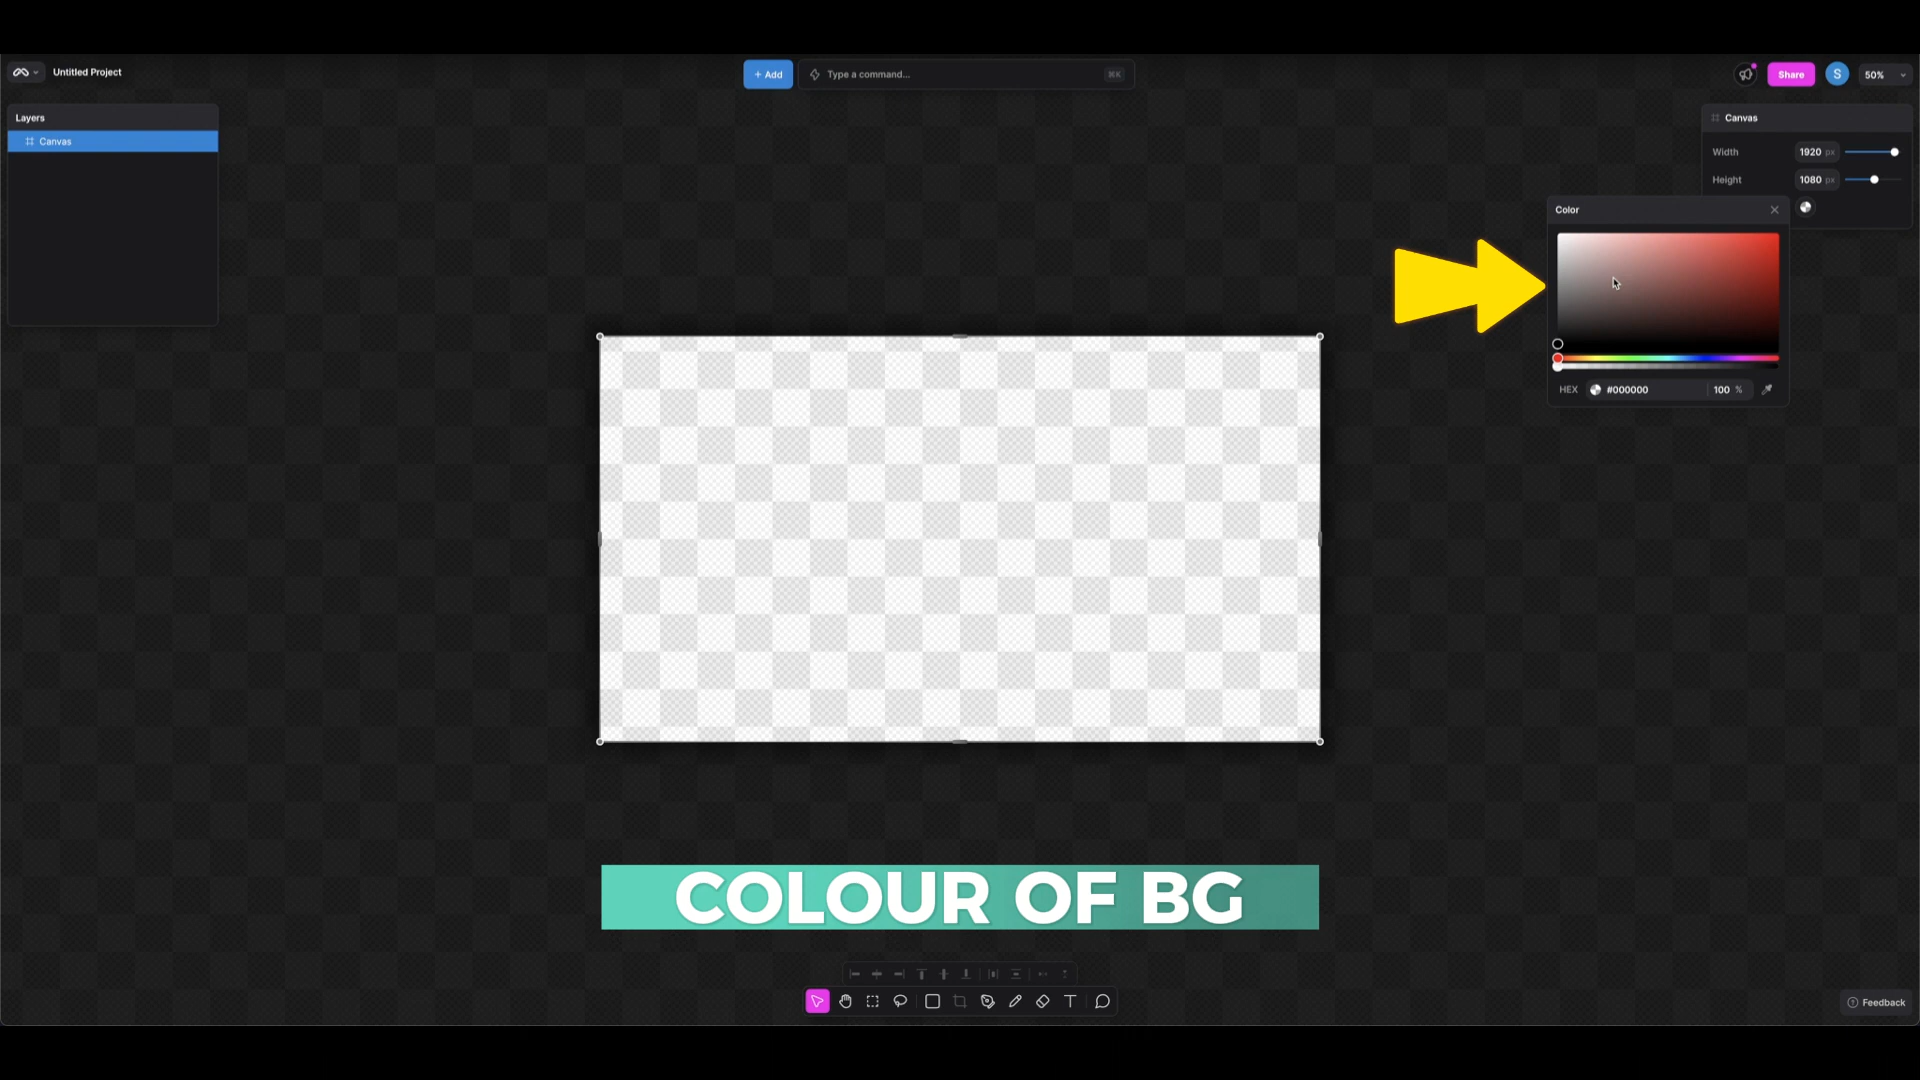 Untitled Project
+ Add
Type a command...
⌘K
Share
S
50%
Layers
Canvas
Canvas
Width
1920 px
Height
1080 px
Color
HEX
#000000
100 %
COLOUR OF BG
T
Feedback